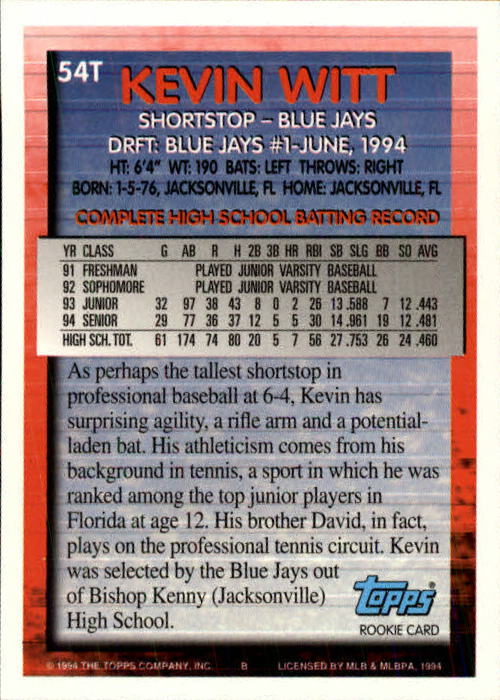 54T
KEVIN WITT
SHORTSTOP – BLUE JAYS
DRFT: BLUE JAYS #1-JUNE, 1994
HT: 6'4" WT: 190 BATS: LEFT THROWS: RIGHT
BORN: 1-5-76, JACKSONVILLE, FL HOME: JACKSONVILLE, FL
COMPLETE HIGH SCHOOL BATTING RECORD
YR CLASS G AB R H 2B 3B HR RBI SB SLG BB SO AVG
91 FRESHMAN PLAYED JUNIOR VARSITY BASEBALL
92 SOPHOMORE PLAYED JUNIOR VARSITY BASEBALL
93 JUNIOR 32 97 38 43 8 0 2 26 13 .588 7 12 .443
94 SENIOR 29 77 36 37 12 5 5 30 14 .961 19 12 .481
HIGH SCH. TOT. 61 174 74 80 20 5 7 56 27 .753 26 24 .460
As perhaps the tallest shortstop in
professional baseball at 6-4, Kevin has
surprising agility, a rifle arm and a potential-
laden bat. His athleticism comes from his
background in tennis, a sport in which he was
ranked among the top junior players in
Florida at age 12. His brother David, in fact,
plays on the professional tennis circuit. Kevin
was selected by the Blue Jays out
of Bishop Kenny (Jacksonville)
High School.
Topps®
ROOKIE CARD
© 1994 THE TOPPS COMPANY, INC. B LICENSED BY MLB & MLBPA, 1994